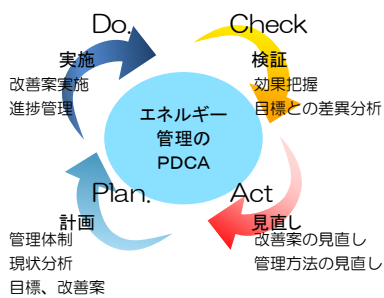 Do.
実施
改善案実施
進捗管理
Check
検証
効果把握
目標との差異分析
エネルギー
管理の
PDCA
Plan.
計画
管理体制
現状分析
目標、改善案
Act
見直し
改善案の見直し
管理方法の見直し